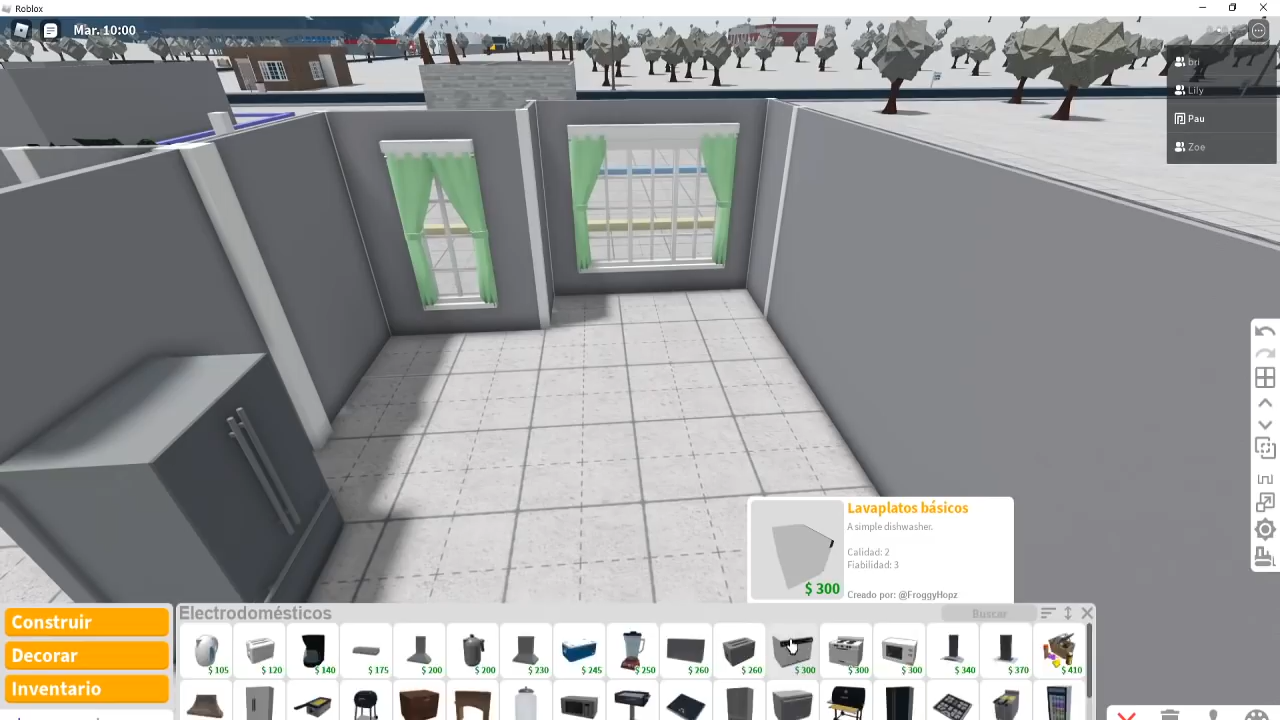 Roblox
Mar. 10:00
bri
Lily
Pau
Zoe
Lavaplatos básicos
A simple dishwasher.
Calidad: 2
Fiabilidad: 3
$ 300
Creado por: @FroggyHopz
Construir
Decorar
Inventario
Electrodomésticos
Buscar
$ 105
$ 120
$ 140
$ 175
$ 200
$ 200
$ 230
$ 245
$ 250
$ 260
$ 260
$ 300
$ 300
$ 300
$ 340
$ 370
$ 410